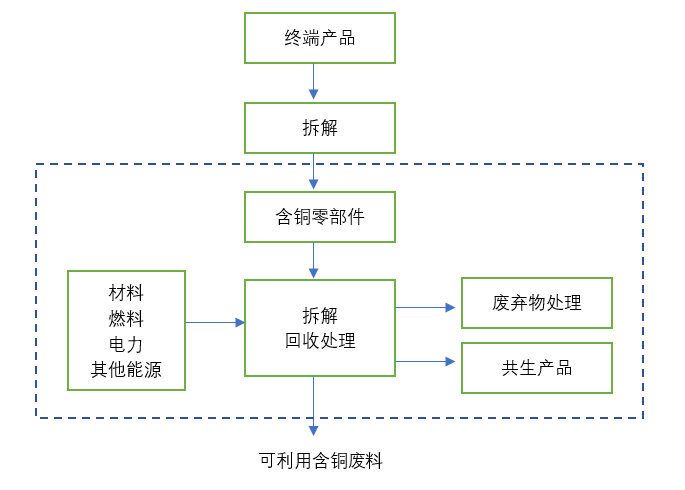 终端产品
拆解
含铜零部件
材料
燃料
电力
其他能源
拆解
回收处理
废弃物处理
共生产品
可利用含铜废料